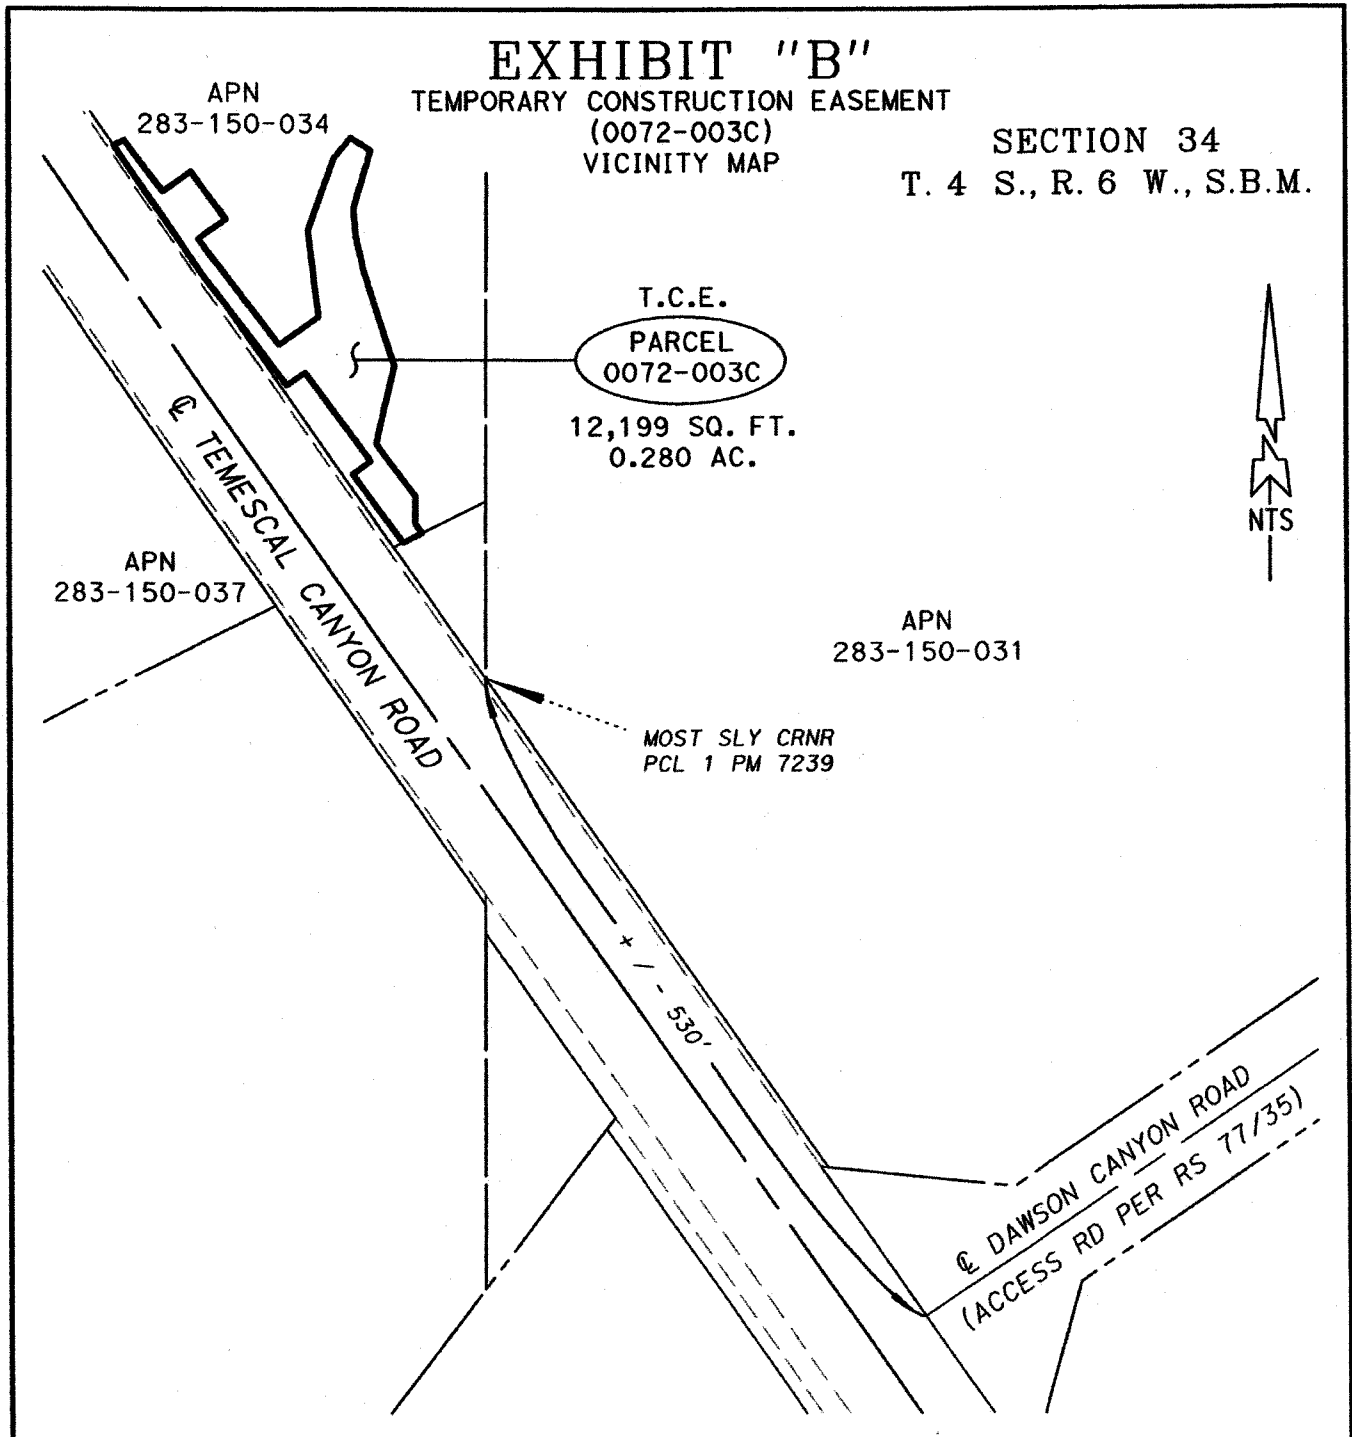 EXHIBIT "B"
TEMPORARY CONSTRUCTION EASEMENT
(0072-003C)
VICINITY MAP
APN
283-150-034
SECTION 34
T. 4 S., R. 6 W., S.B.M.
T.C.E.
PARCEL
0072-003C
12,199 SQ. FT.
0.280 AC.
NTS
℄ TEMESCAL CANYON ROAD
APN
283-150-037
APN
283-150-031
MOST SLY CRNR
PCL 1 PM 7239
+ / - 530'
℄ DAWSON CANYON ROAD
(ACCESS RD PER RS 77/35)